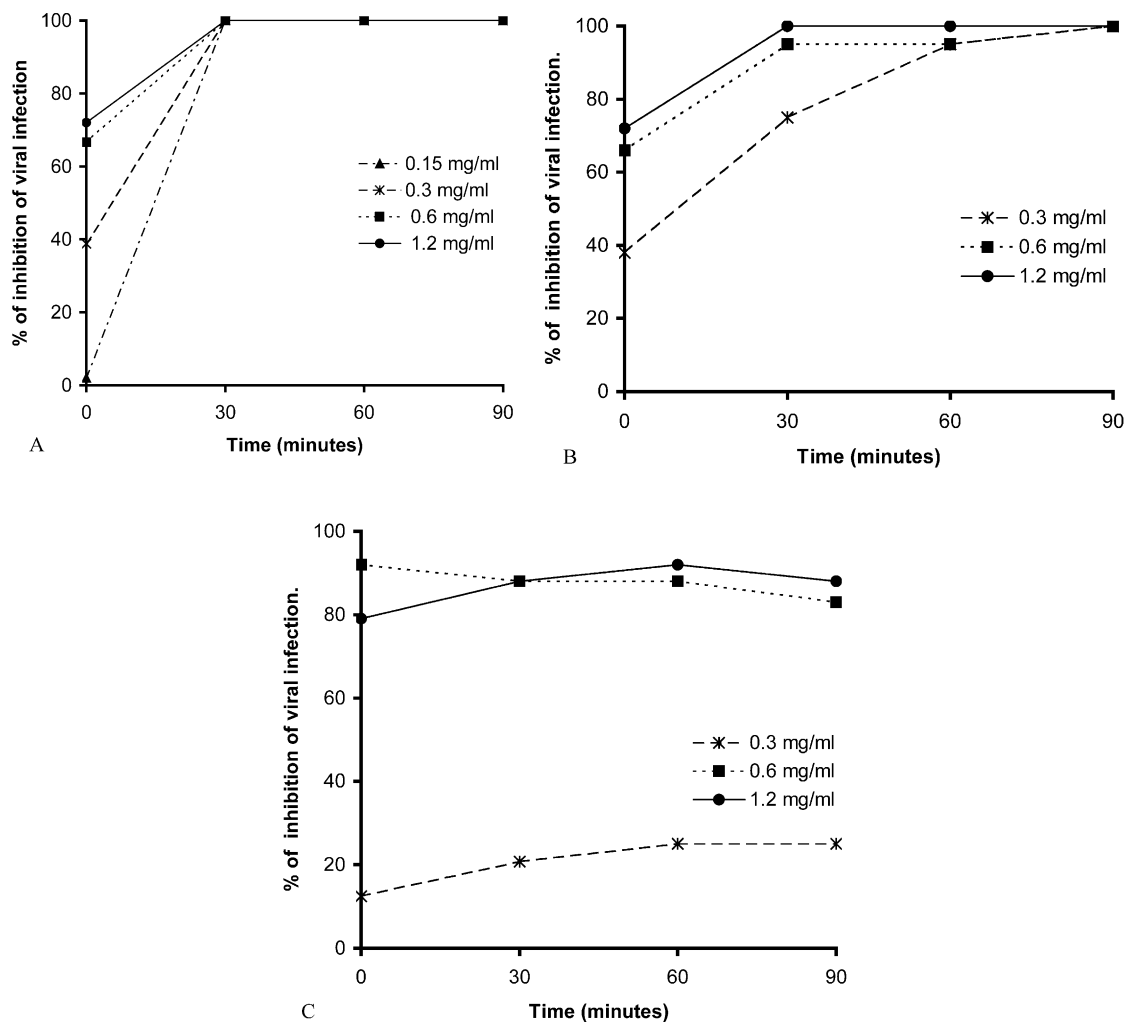 % of inhibition of viral infection
100
80
60
40
20
0
0 30 60 90
Time (minutes)
A
0.15 mg/ml
0.3 mg/ml
0.6 mg/ml
1.2 mg/ml
% of inhibition of viral infection.
100
80
60
40
20
0
0 30 60 90
Time (minutes)
B
0.3 mg/ml
0.6 mg/ml
1.2 mg/ml
% of inhibition of viral infection.
100
80
60
40
20
0
0 30 60 90
Time (minutes)
C
0.3 mg/ml
0.6 mg/ml
1.2 mg/ml